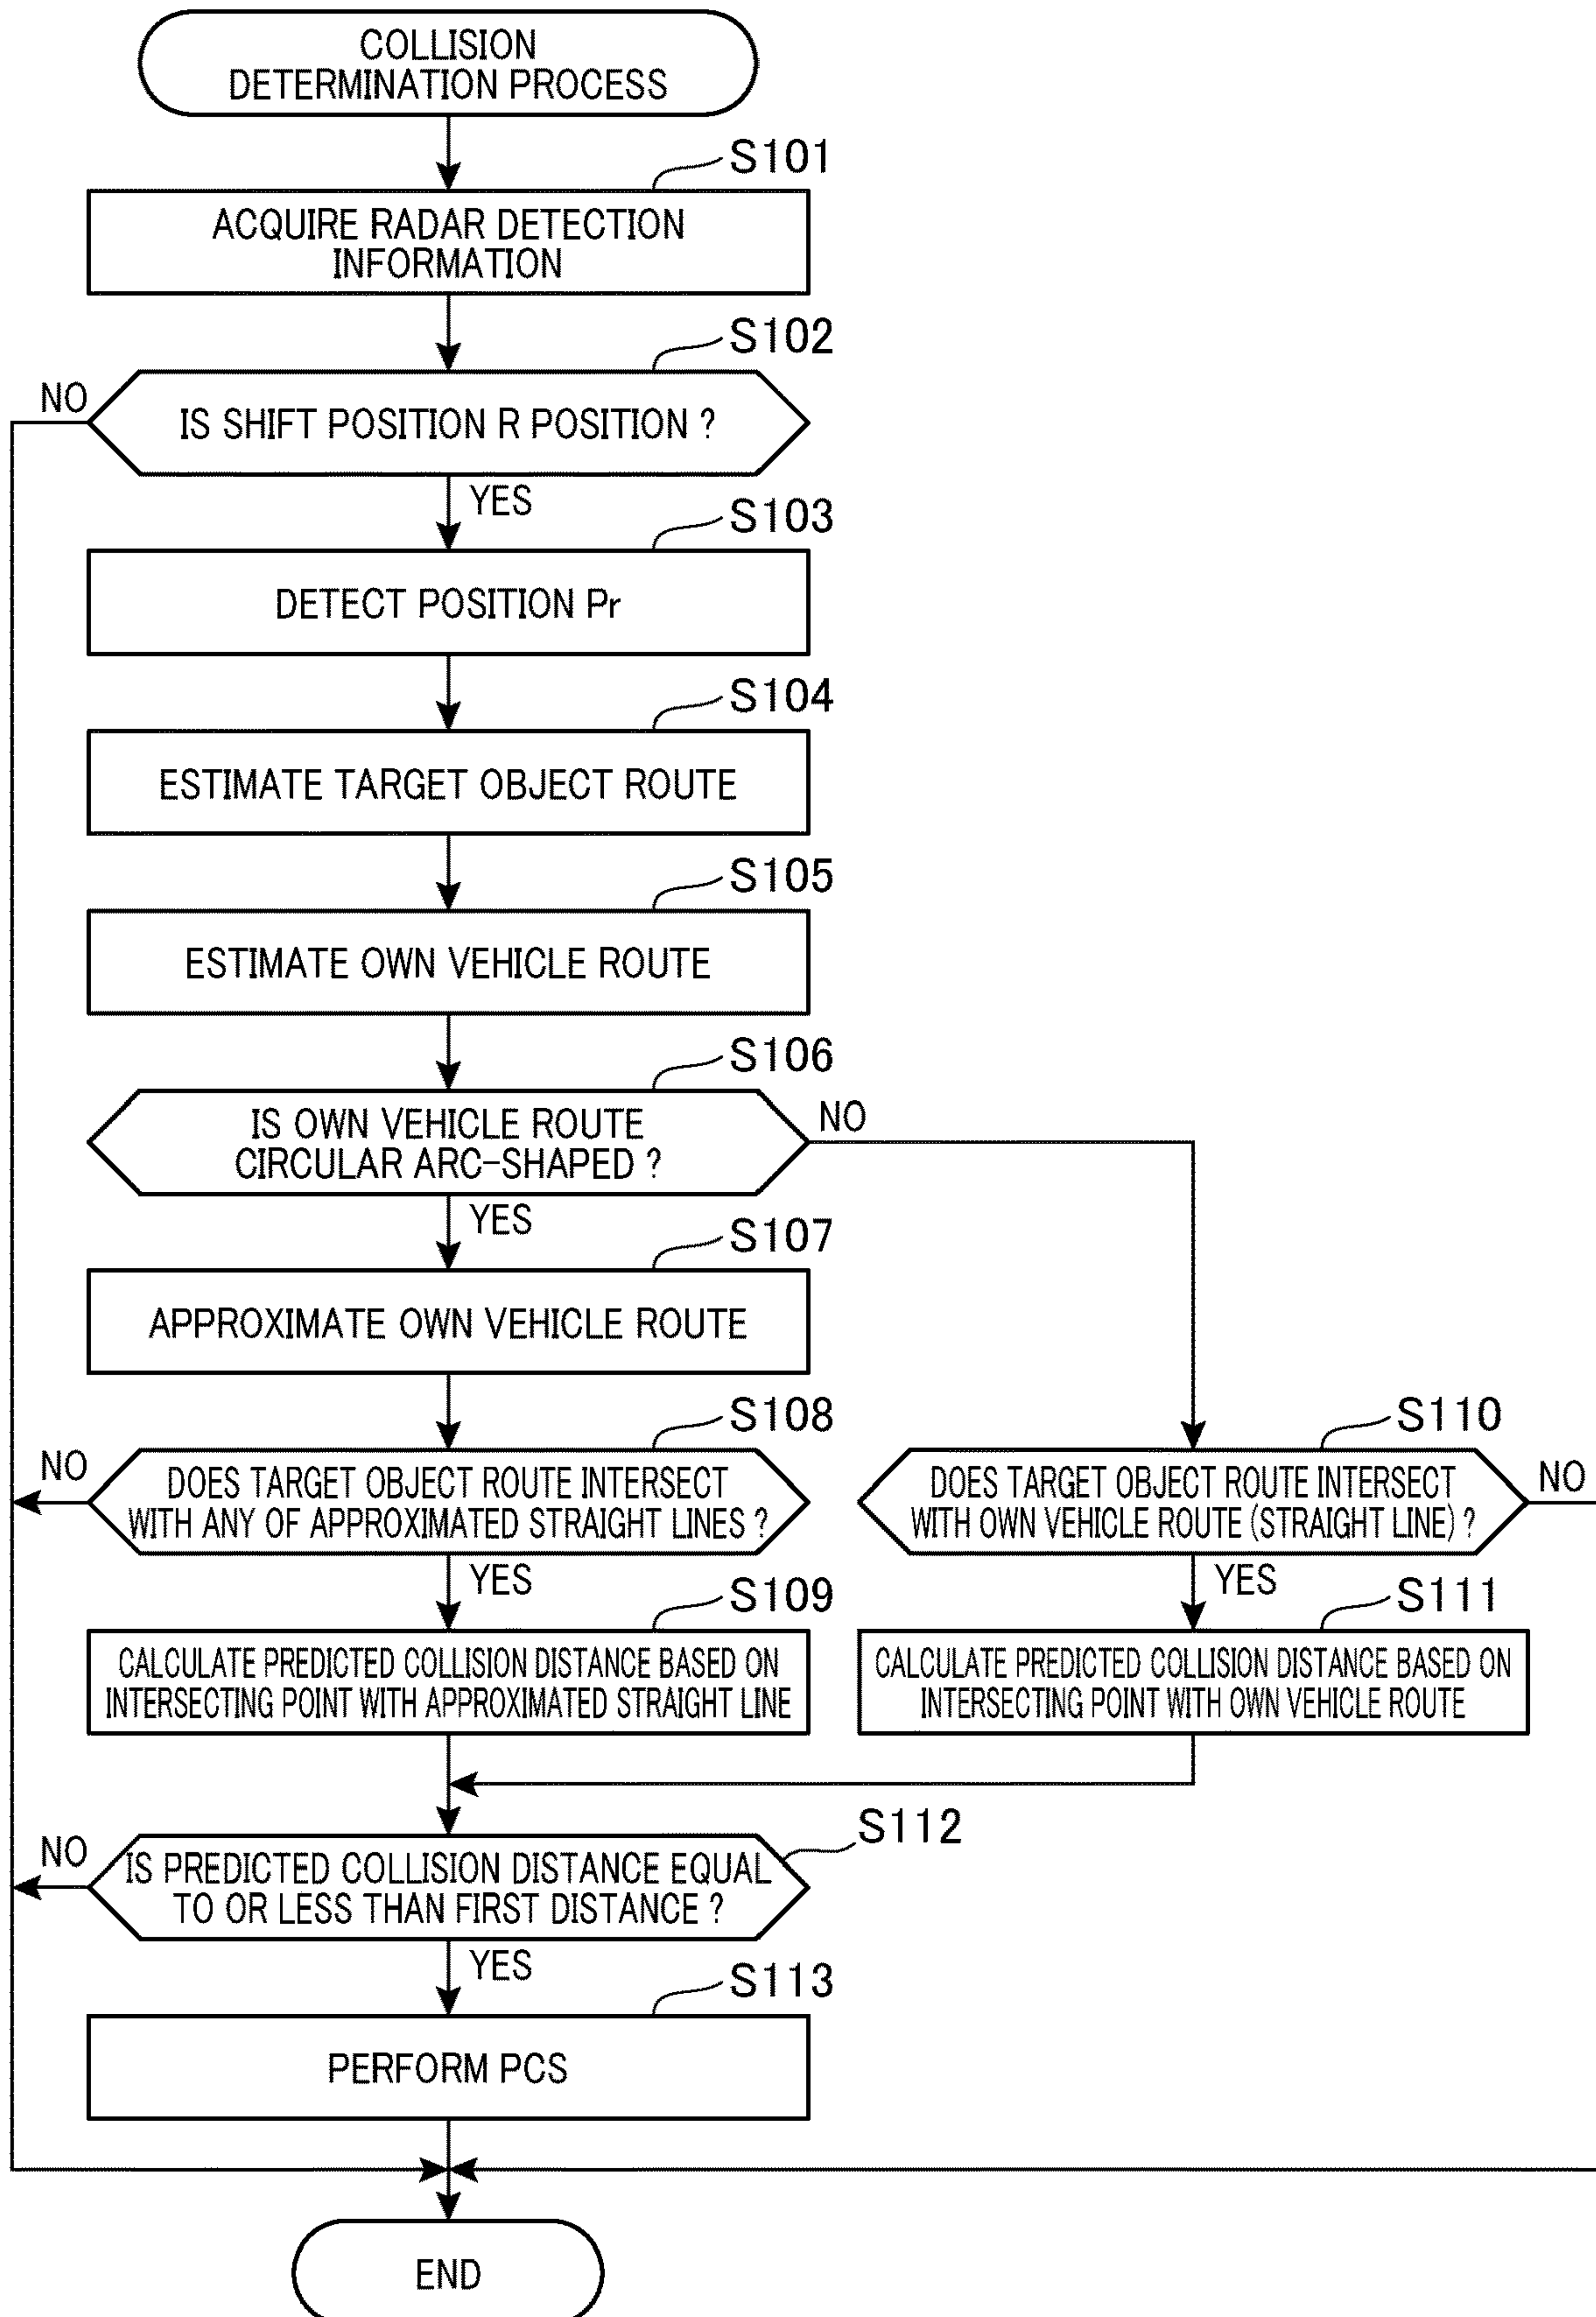 COLLISION
DETERMINATION PROCESS
S101
ACQUIRE RADAR DETECTION
INFORMATION
S102
NO
IS SHIFT POSITION R POSITION ?
YES
S103
DETECT POSITION Pr
S104
ESTIMATE TARGET OBJECT ROUTE
S105
ESTIMATE OWN VEHICLE ROUTE
S106
IS OWN VEHICLE ROUTE
CIRCULAR ARC-SHAPED ?
NO
YES
S107
APPROXIMATE OWN VEHICLE ROUTE
S108
NO
DOES TARGET OBJECT ROUTE INTERSECT
WITH ANY OF APPROXIMATED STRAIGHT LINES ?
YES
S109
CALCULATE PREDICTED COLLISION DISTANCE BASED ON
INTERSECTING POINT WITH APPROXIMATED STRAIGHT LINE
S110
DOES TARGET OBJECT ROUTE INTERSECT
WITH OWN VEHICLE ROUTE (STRAIGHT LINE) ?
NO
YES
S111
CALCULATE PREDICTED COLLISION DISTANCE BASED ON
INTERSECTING POINT WITH OWN VEHICLE ROUTE
S112
NO
IS PREDICTED COLLISION DISTANCE EQUAL
TO OR LESS THAN FIRST DISTANCE ?
YES
S113
PERFORM PCS
END